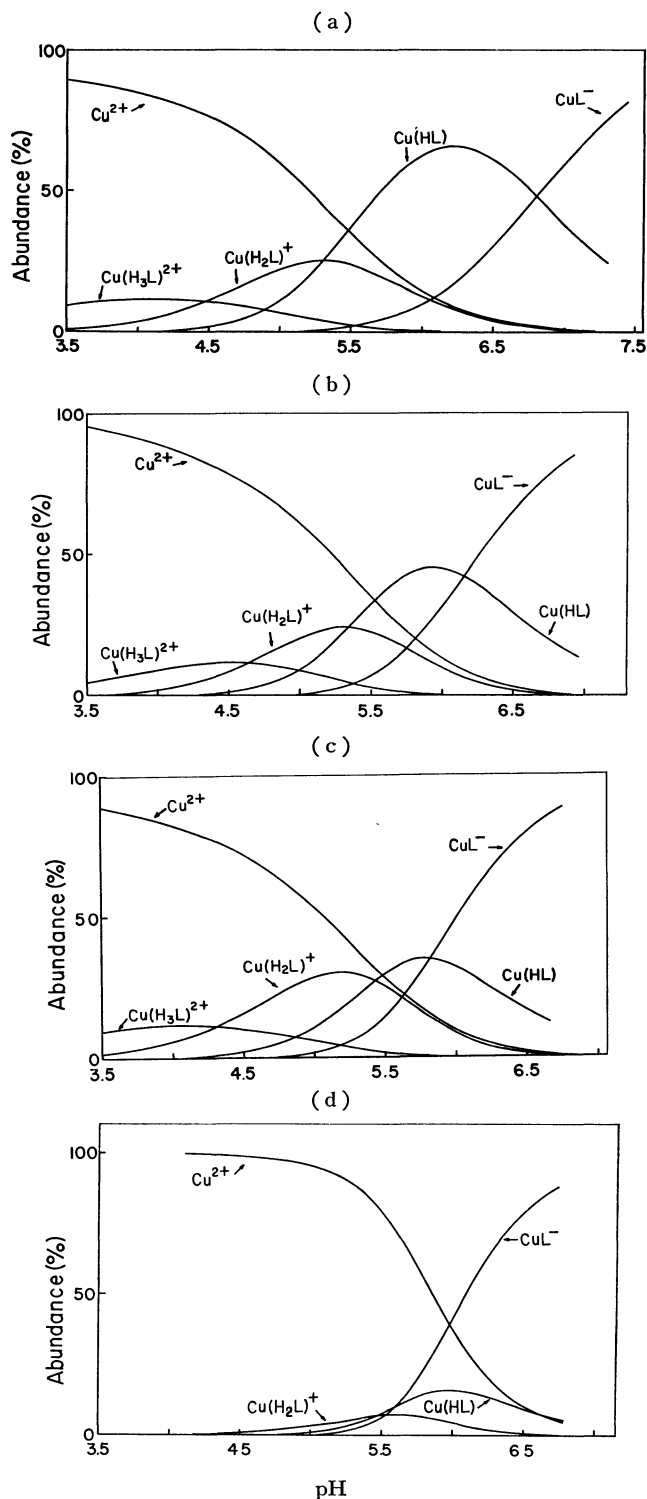 (a)
100
Cu²⁺
CuL⁻
Cu(HL)
Abundance (%)
50
Cu(H₂L)⁺
Cu(H₃L)²⁺
0
3.5 4.5 5.5 6.5 7.5
(b)
100
Cu²⁺
CuL⁻
Abundance (%)
50
Cu(H₂L)⁺
Cu(HL)
Cu(H₃L)²⁺
0
3.5 4.5 5.5 6.5
(c)
100
Cu²⁺
CuL⁻
Abundance (%)
50
Cu(H₂L)⁺
Cu(HL)
Cu(H₃L)²⁺
0
3.5 4.5 5.5 6.5
(d)
100
Cu²⁺
CuL⁻
Abundance (%)
50
Cu(H₂L)⁺
Cu(HL)
0
3.5 4.5 5.5 6 5
pH